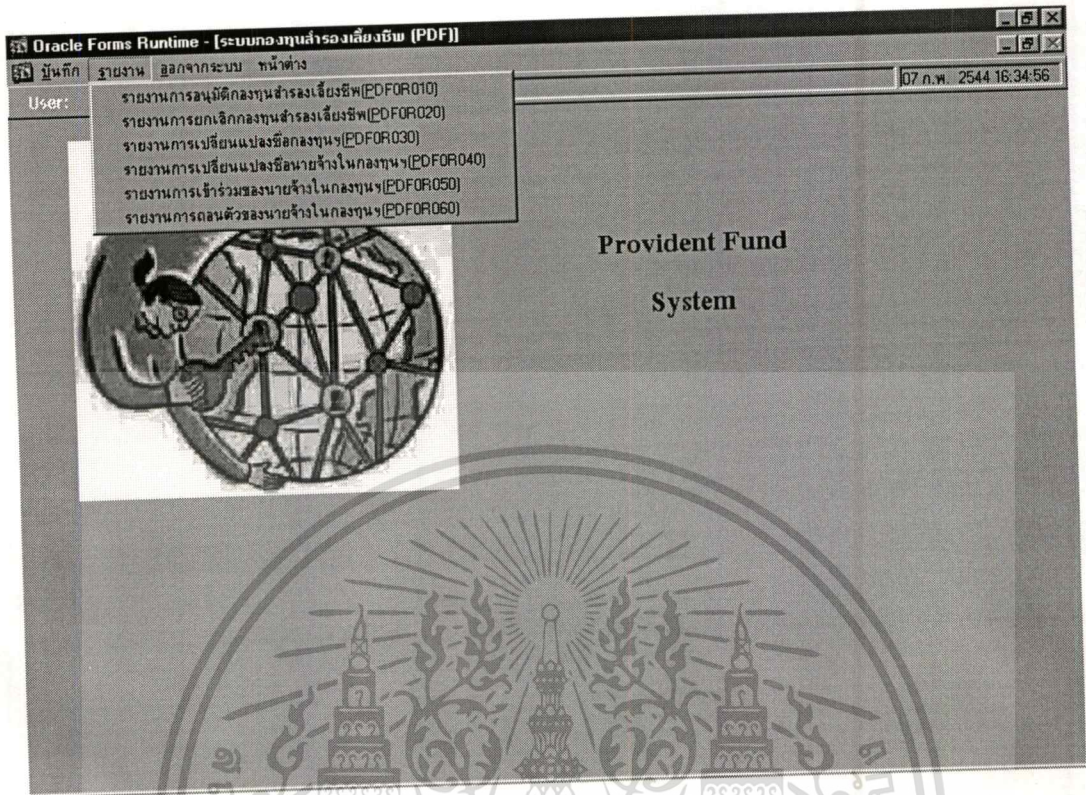 Oracle Forms Runtime - [ระบบกองทุนสำรองเลี้ยงชีพ (PDF)]
บันทึก รายงาน ออกจากระบบ หน้าต่าง
User:
07 ก.พ. 2544 16:34:56
รายงานการอนุมัติกองทุนสำรองเลี้ยงชีพ(PDF0R010)
รายงานการยกเลิกกองทุนสำรองเลี้ยงชีพ(PDF0R020)
รายงานการเปลี่ยนแปลงชื่อกองทุนฯ(PDF0R030)
รายงานการเปลี่ยนแปลงชื่อนายจ้างในกองทุนฯ(PDF0R040)
รายงานการเข้าร่วมของนายจ้างในกองทุนฯ(PDF0R050)
รายงานการถอนตัวของนายจ้างในกองทุนฯ(PDF0R060)
Provident Fund
System